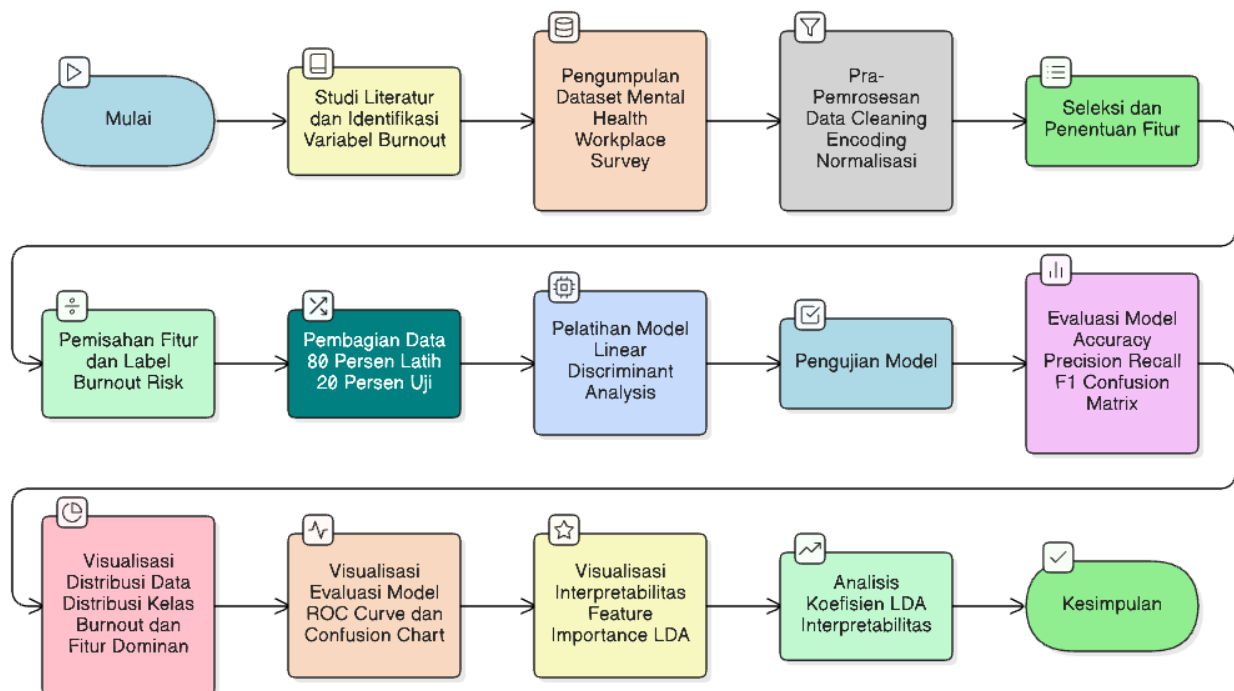 Mulai
Studi Literatur
dan Identifikasi
Variabel Burnout
Pengumpulan
Dataset Mental
Health
Workplace
Survey
Pra-
Pemrosesan
Data Cleaning
Encoding
Normalisasi
Seleksi dan
Penentuan Fitur
Pemisahan Fitur
dan Label
Burnout Risk
Pembagian Data
80 Persen Latih
20 Persen Uji
Pelatihan Model
Linear
Discriminant
Analysis
Pengujian Model
Evaluasi Model
Accuracy
Precision Recall
F1 Confusion
Matrix
Visualisasi
Distribusi Data
Distribusi Kelas
Burnout dan
Fitur Dominan
Visualisasi
Evaluasi Model
ROC Curve dan
Confusion Chart
Visualisasi
Interpretabilitas
Feature
Importance LDA
Analisis
Koefisien LDA
Interpretabilitas
Kesimpulan